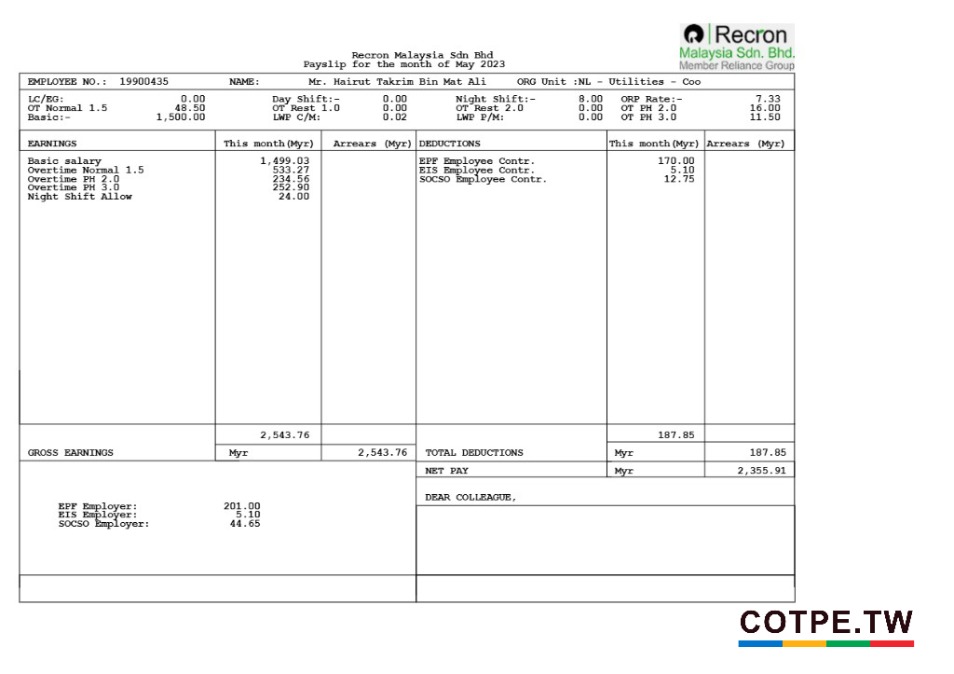 Recron
Malaysia Sdn. Bhd.
Member Reliance Group
Recron Malaysia Sdn Bhd
Payslip for the month of May 2023
EMPLOYEE NO.: 19900435 NAME: Mr. Hairut Takrim Bin Mat Ali ORG Unit :NL - Utilities - Coo
LC/EG: 0.00 Day Shift:- 0.00 Night Shift:- 8.00 ORP Rate:- 7.33
OT Normal 1.5 48.50 OT Rest 1.0 0.00 OT Rest 2.0 0.00 OT PH 2.0 16.00
Basic:- 1,500.00 LWP C/M: 0.02 LWP P/M: 0.00 OT PH 3.0 11.50
EARNINGS This month(Myr) Arrears (Myr) DEDUCTIONS This month(Myr) Arrears (Myr)
Basic salary 1,499.03 EPF Employee Contr. 170.00
Overtime Normal 1.5 533.27 EIS Employee Contr. 5.10
Overtime PH 2.0 234.56 SOCSO Employee Contr. 12.75
Overtime PH 3.0 252.90
Night Shift Allow 24.00
2,543.76 187.85
GROSS EARNINGS Myr 2,543.76 TOTAL DEDUCTIONS Myr 187.85
NET PAY Myr 2,355.91
DEAR COLLEAGUE,
EPF Employer: 201.00
EIS Employer: 5.10
SOCSO Employer: 44.65
COTPE.TW